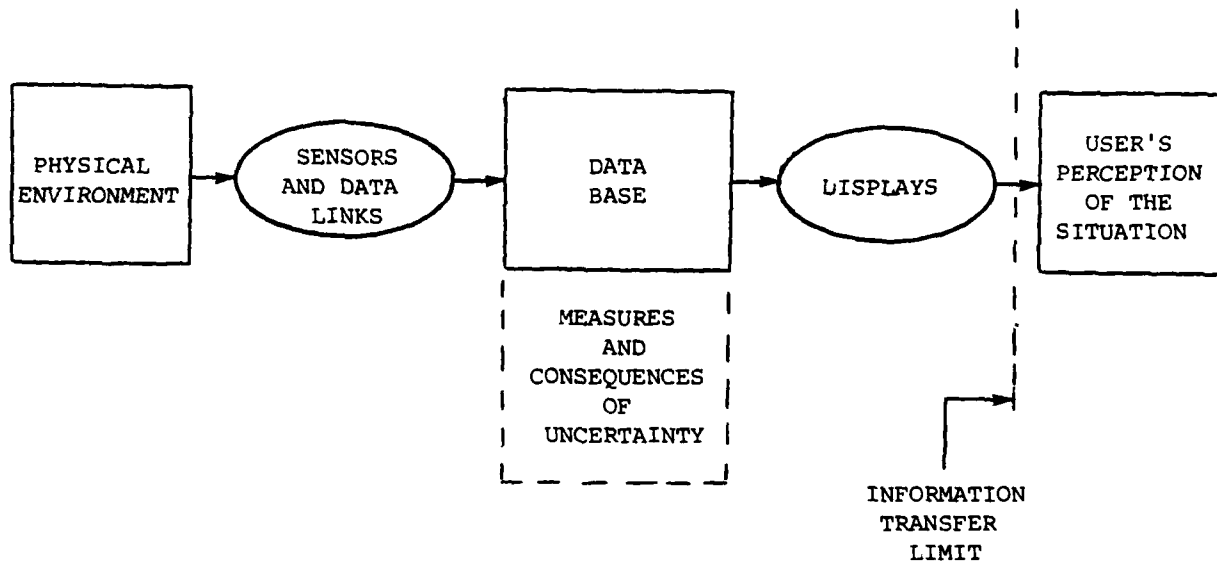 PHYSICAL
ENVIRONMENT
SENSORS
AND DATA
LINKS
DATA
BASE
DISPLAYS
USER'S
PERCEPTION
OF THE
SITUATION
MEASURES
AND
CONSEQUENCES
OF
UNCERTAINTY
INFORMATION
TRANSFER
LIMIT